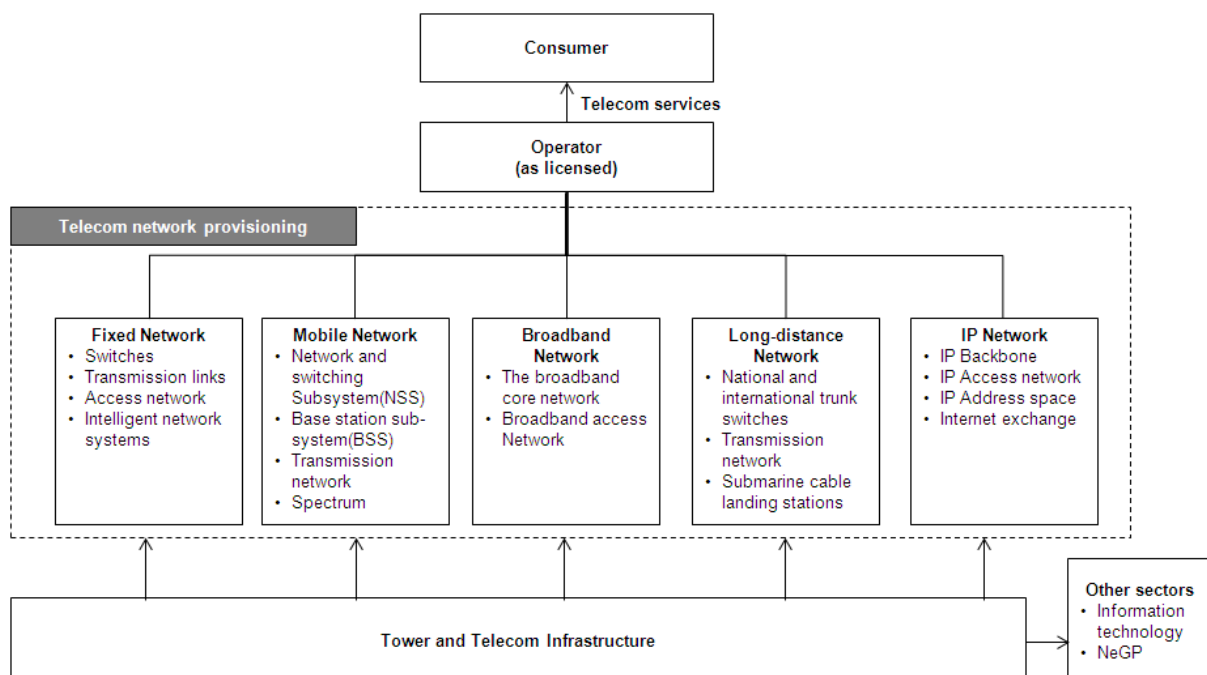 Consumer
Telecom services
Operator
(as licensed)
Telecom network provisioning
Fixed Network
• Switches
• Transmission links
• Access network
• Intelligent network
systems
Mobile Network
• Network and
switching
Subsystem(NSS)
• Base station sub-
system(BSS)
• Transmission
network
• Spectrum
Broadband
Network
• The broadband
core network
• Broadband access
Network
Long-distance
Network
• National and
international trunk
switches
• Transmission
network
• Submarine cable
landing stations
IP Network
• IP Backbone
• IP Access network
• IP Address space
• Internet exchange
Tower and Telecom Infrastructure
Other sectors
• Information
technology
• NeGP